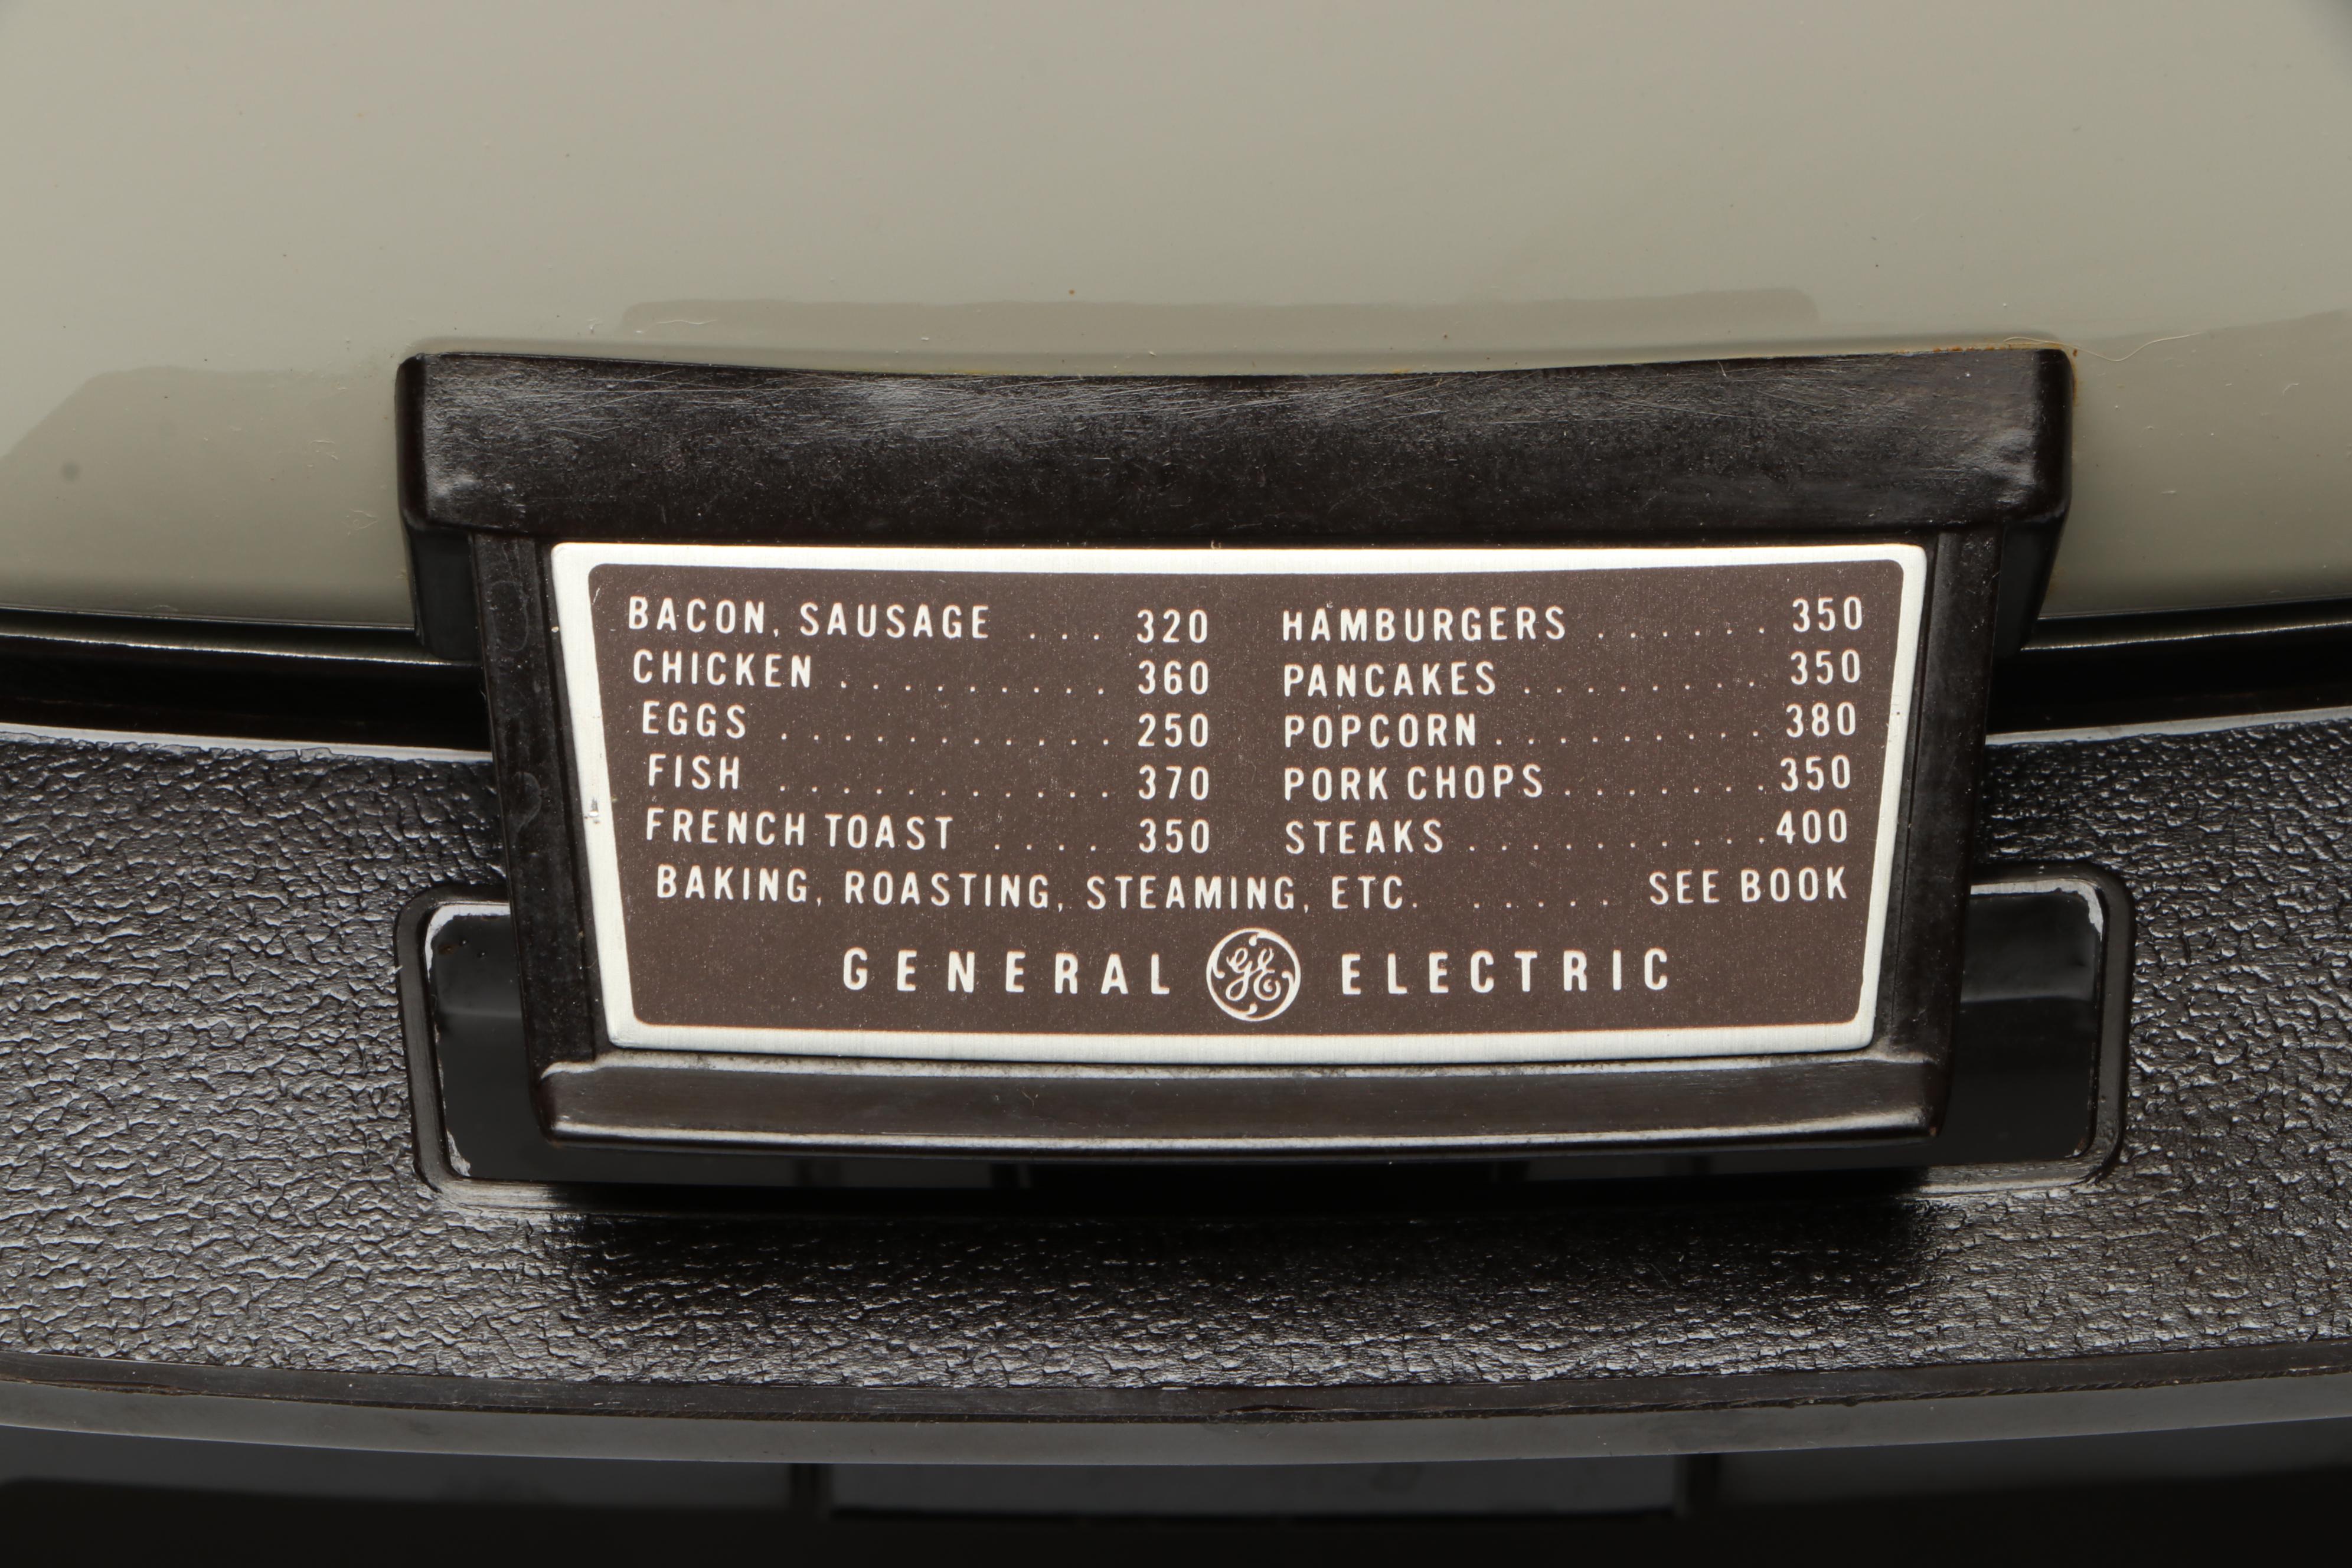 BACON, SAUSAGE . . . 320
CHICKEN . . . . . . . . . 360
EGGS . . . . . . . . . . . 250
FISH . . . . . . . . . . . 370
FRENCH TOAST . . . . 350
HAMBURGERS . . . . . . 350
PANCAKES . . . . . . . . 350
POPCORN . . . . . . . . . 380
PORK CHOPS . . . . . . . 350
STEAKS . . . . . . . . . . 400
BAKING, ROASTING, STEAMING, ETC. . . . . . SEE BOOK
GENERAL GE ELECTRIC